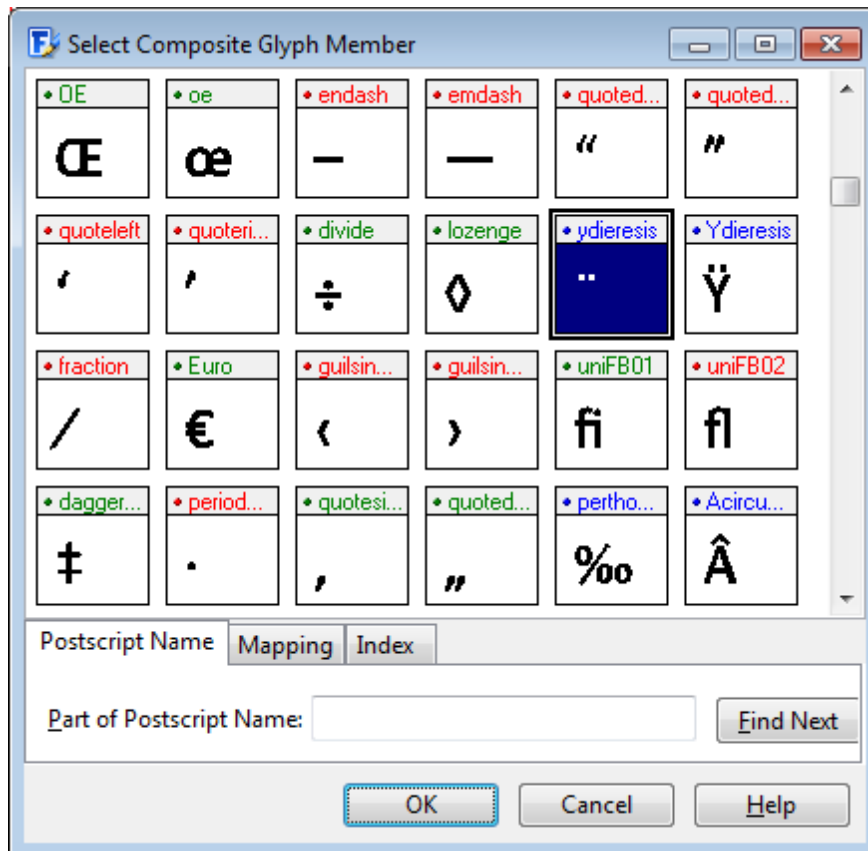 Select Composite Glyph Member
OE oe endash emdash quoted... quoted...
Œ œ – — “ ”
quoteleft quoteri... divide lozenge ydieresis Ydieresis
‘ ’ ÷ ◊ ¨ Ÿ
fraction Euro guilsin... guilsin... uniFB01 uniFB02
⁄ € ‹ › fi fl
dagger... period... quotesi... quoted... pertho... Acircu...
‡ · ‚ „ ‰ Â
Postscript Name Mapping Index
Part of Postscript Name: Find Next
OK Cancel Help